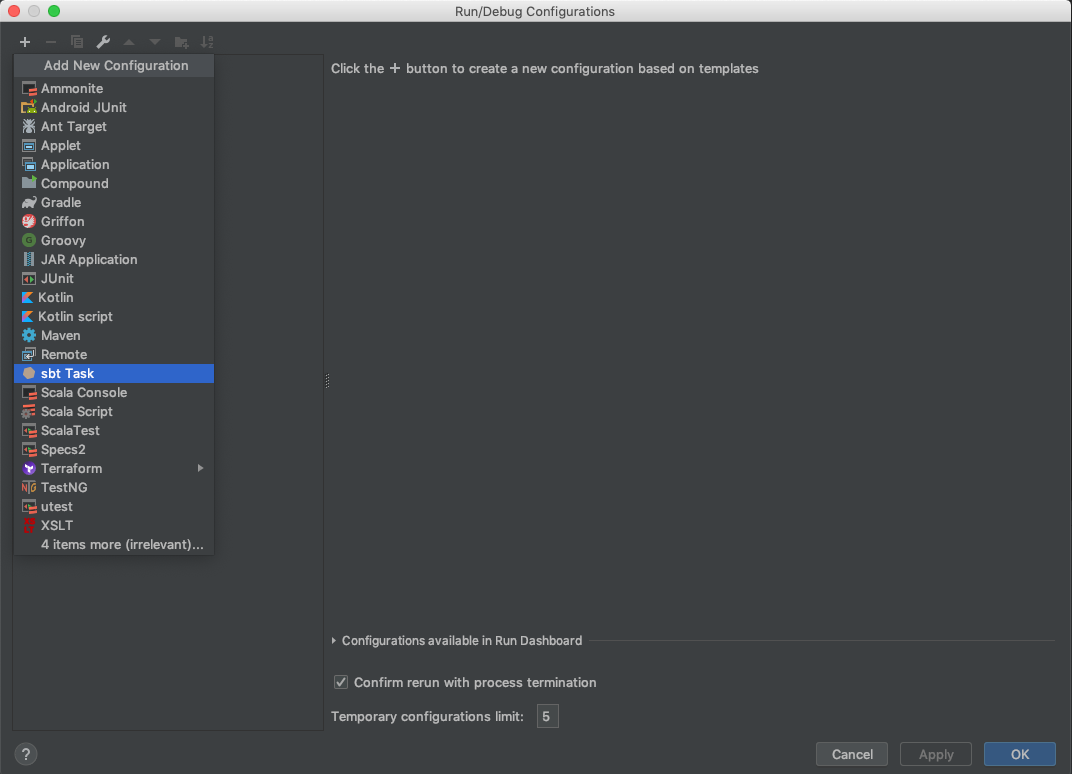 Run/Debug Configurations
Add New Configuration
Ammonite
Android JUnit
Ant Target
Applet
Application
Compound
Gradle
Griffon
Groovy
JAR Application
JUnit
Kotlin
Kotlin script
Maven
Remote
sbt Task
Scala Console
Scala Script
ScalaTest
Specs2
Terraform
TestNG
utest
XSLT
4 items more (irrelevant)...
Click the + button to create a new configuration based on templates
Configurations available in Run Dashboard
Confirm rerun with process termination
Temporary configurations limit: 5
? Cancel Apply OK